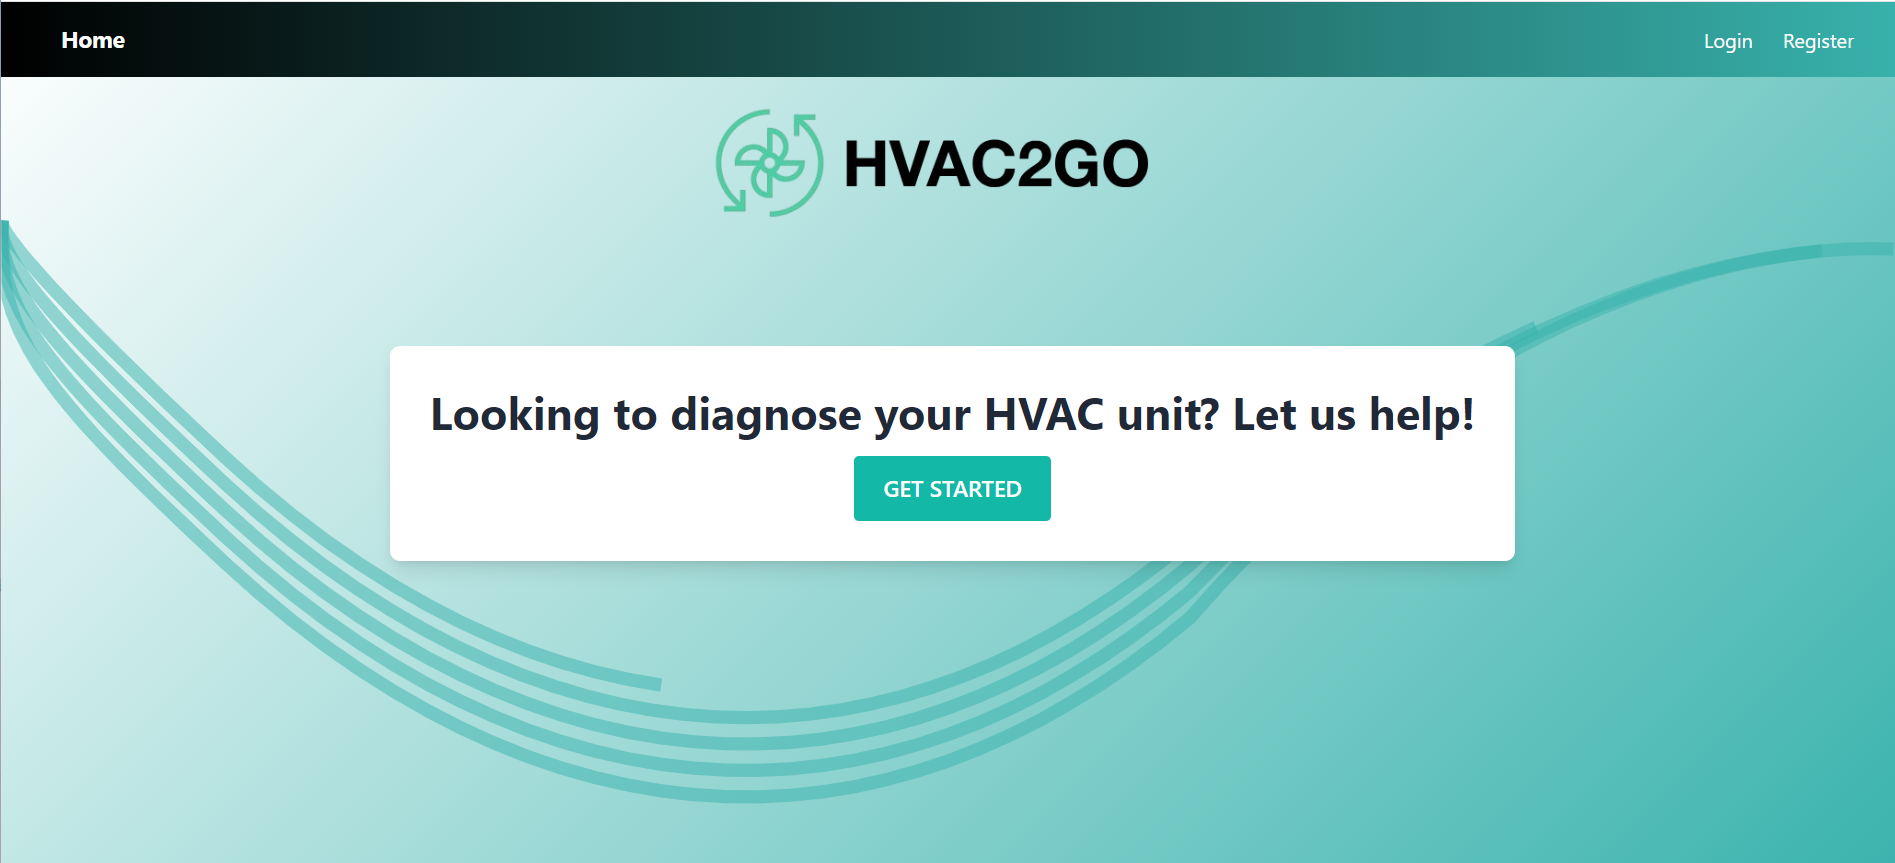 Home
Login
Register
HVAC2GO
Looking to diagnose your HVAC unit? Let us help!
GET STARTED